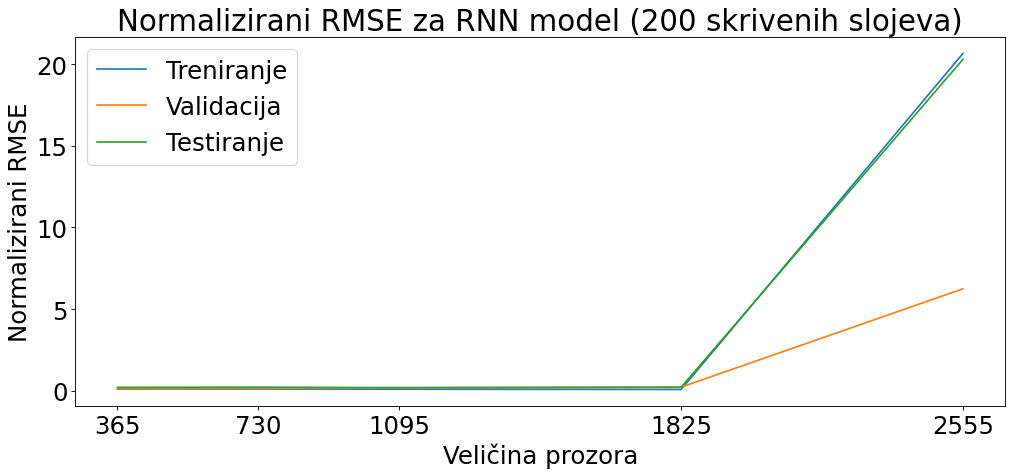 Normalizirani RMSE za RNN model (200 skrivenih slojeva)
Normalizirani RMSE
20
15
10
5
0
Treniranje
Validacija
Testiranje
365 730 1095 1825 2555
Veličina prozora